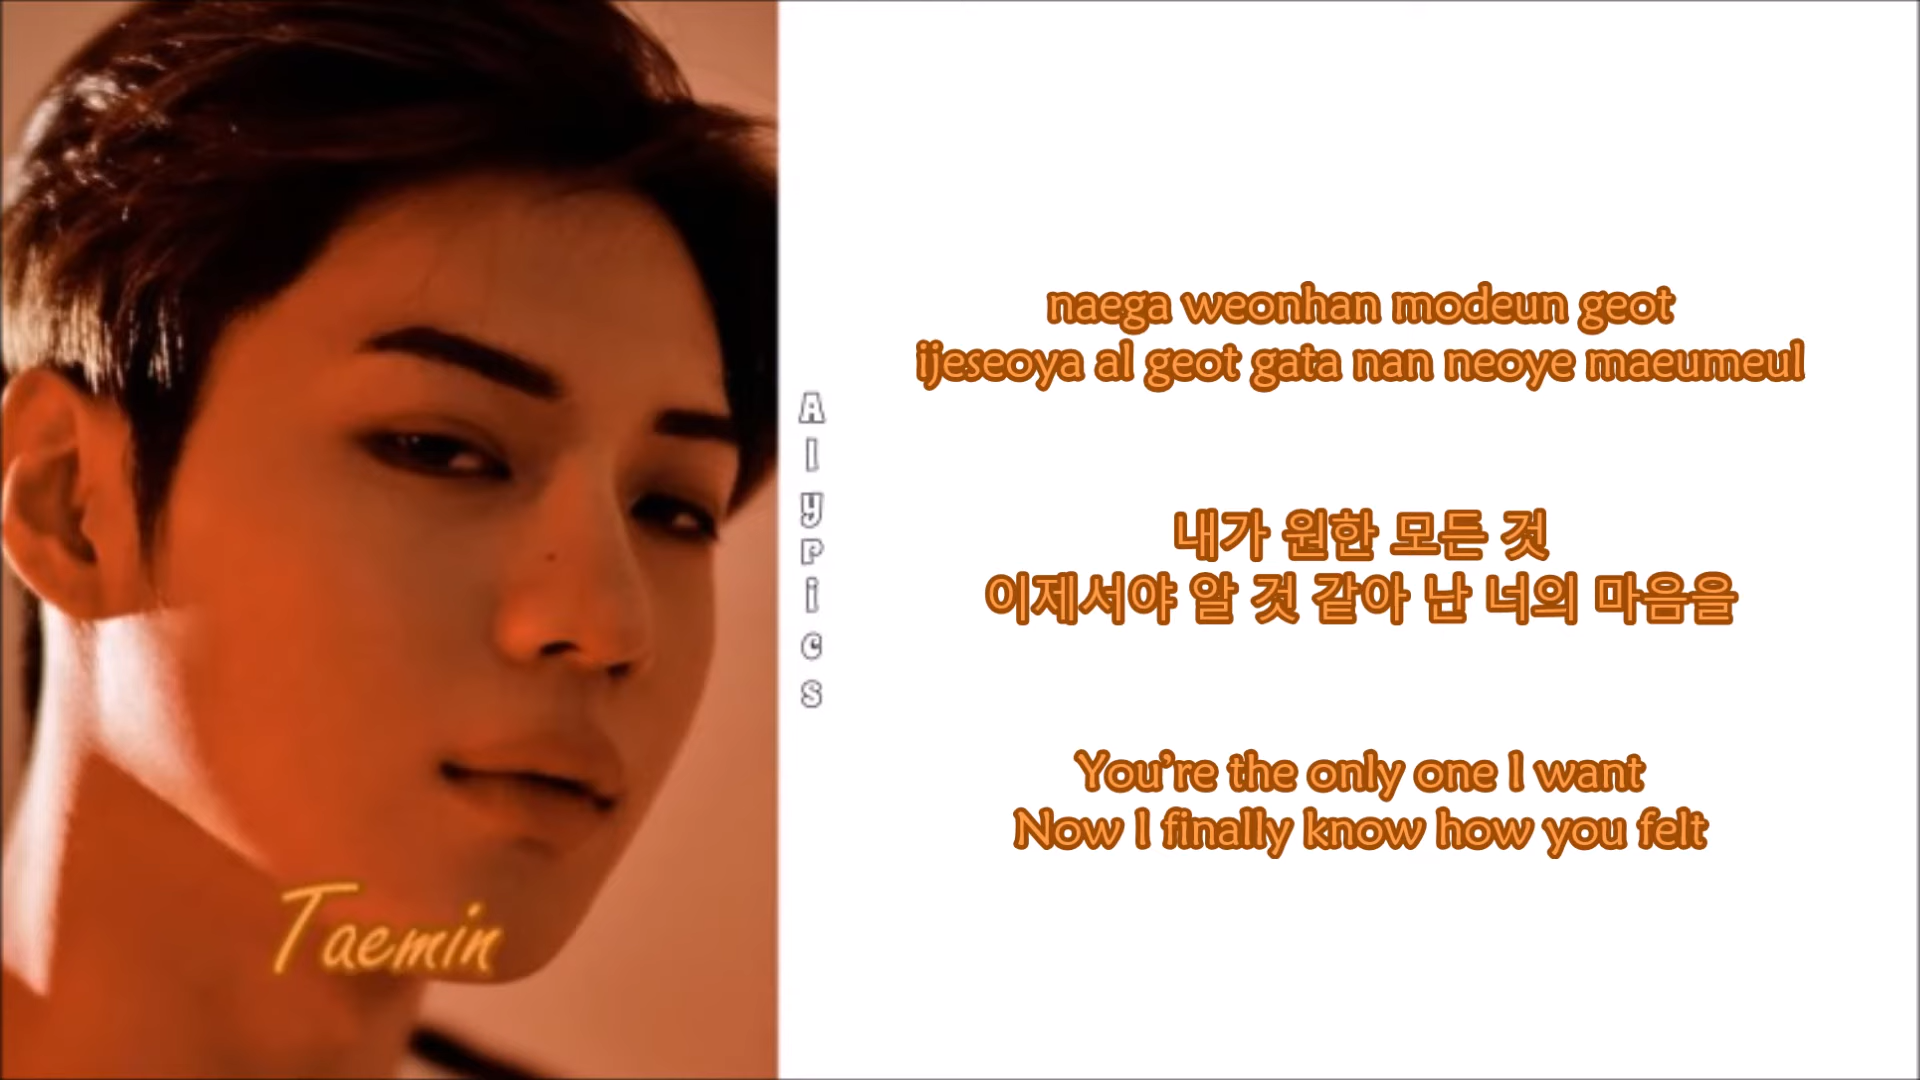 naega weonhan modeun geot
ijeseoya al geot gata nan neoye maeumeul
내가 원한 모든 것
이제서야 알 것 같아 난 너의 마음을
You're the only one I want
Now I finally know how you felt
AlyPics
Taemin